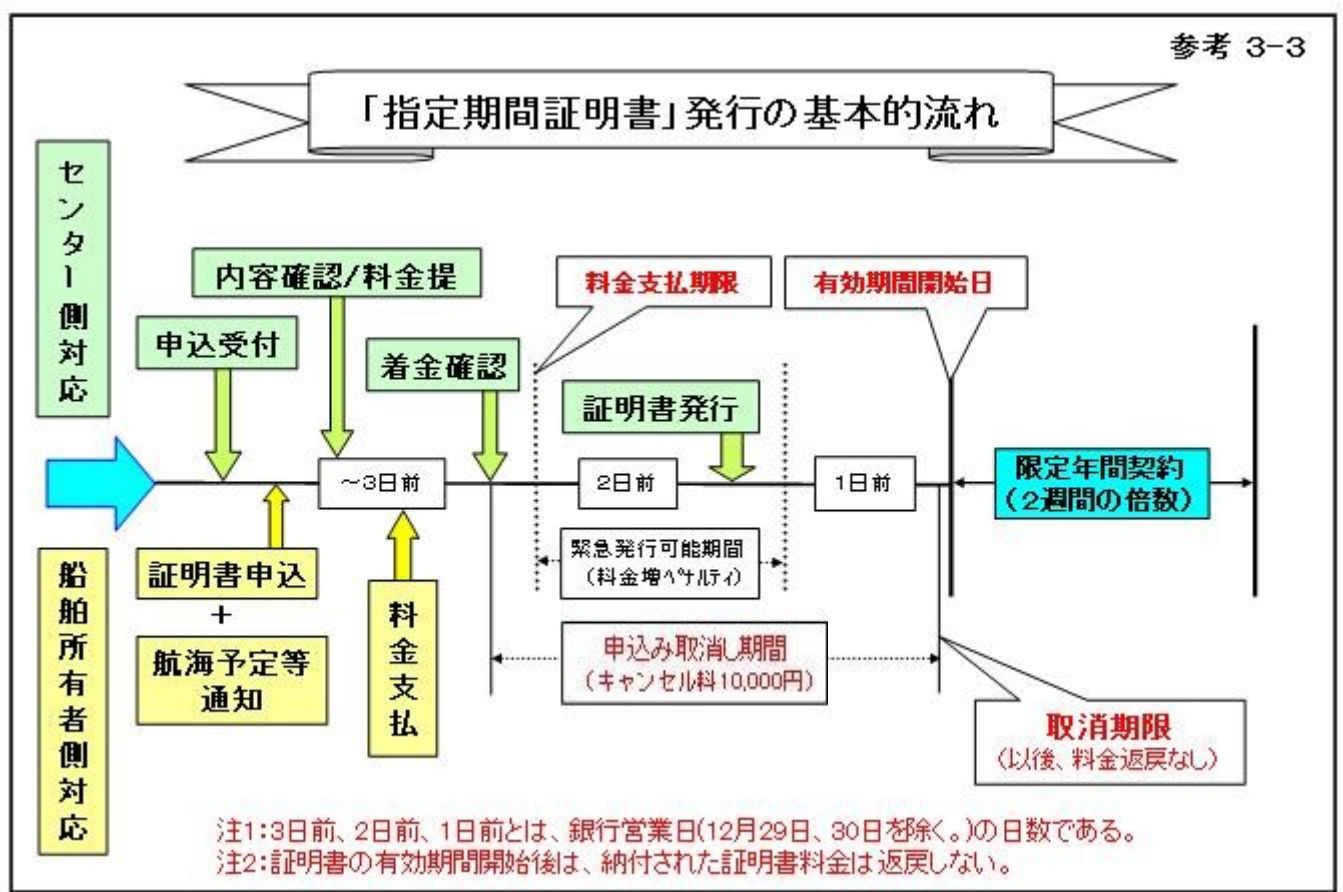 参考 3-3
「指定期間証明書」発行の基本的流れ
センター側対応
内容確認/料金提
料金支払期限
有効期間開始日
申込受付
着金確認
証明書発行
～3日前
2日前
1日前
限定年間契約
(2週間の倍数)
緊急発行可能期間
(料金増ペナルティ)
船舶所有者側対応
証明書申込
+
航海予定等
通知
料金支払
申込み取消し期間
(キャンセル料10,000円)
取消期限
(以後、料金返戻なし)
注1:3日前、2日前、1日前とは、銀行営業日(12月29日、30日を除く。)の日数である。
注2:証明書の有効期間開始後は、納付された証明書料金は返戻しない。